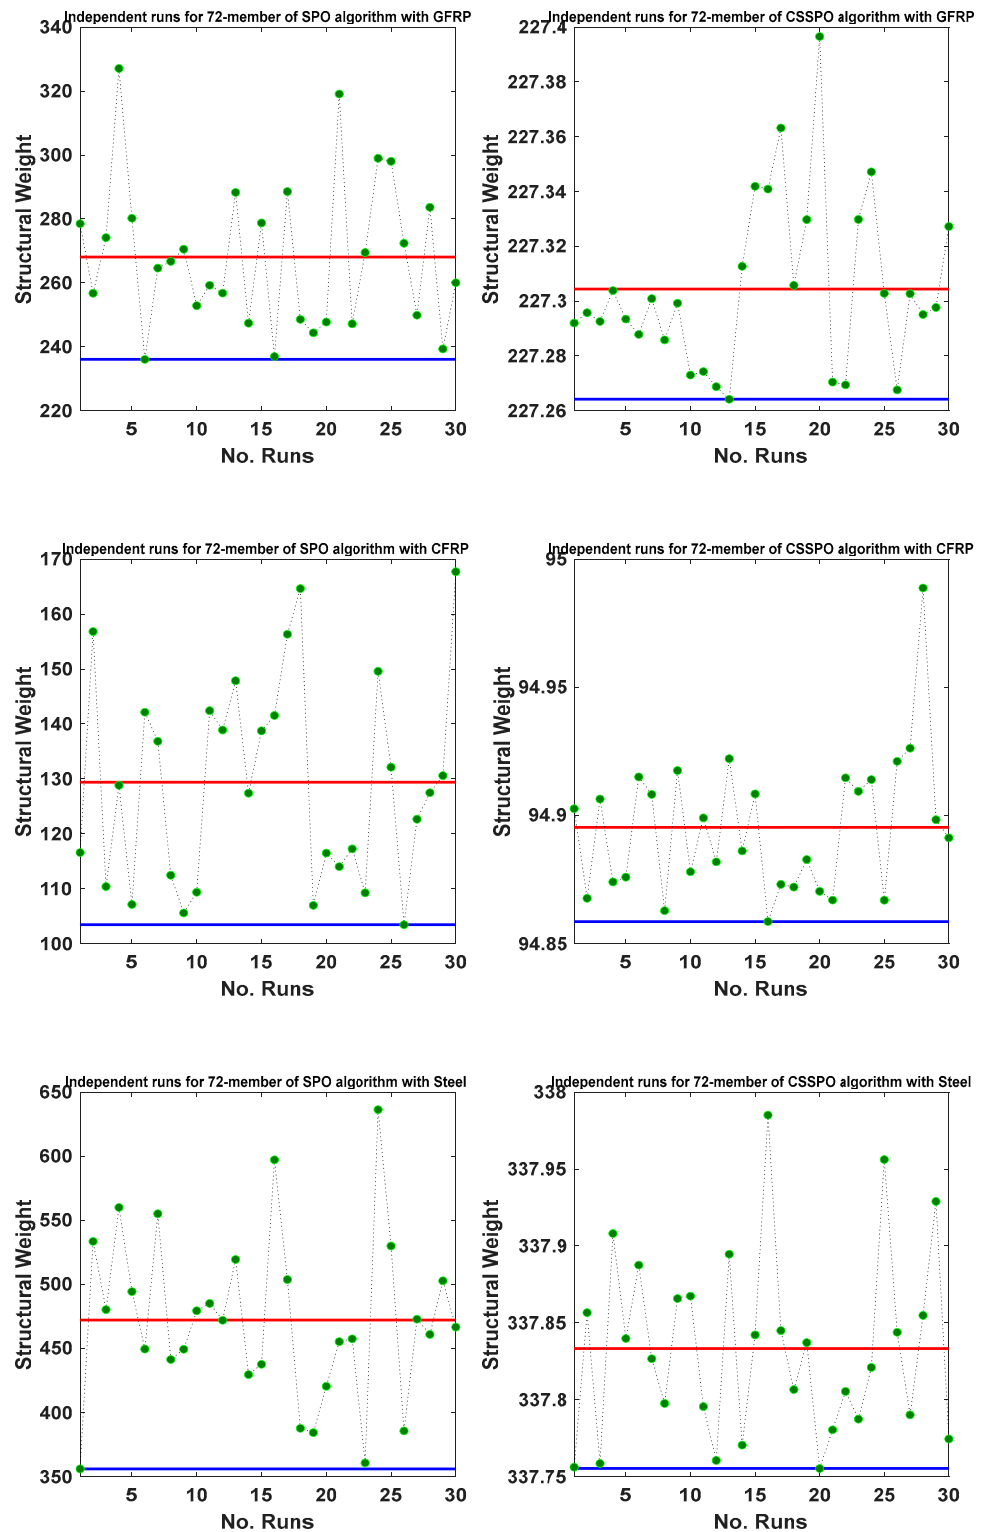 Independent runs for 72-member of SPO algorithm with GFRP
340
320
300
280
260
240
220
Structural Weight
5 10 15 20 25 30
No. Runs
Independent runs for 72-member of CSSPO algorithm with GFRP
227.4
227.38
227.36
227.34
227.32
227.3
227.28
227.26
Structural Weight
5 10 15 20 25 30
No. Runs
Independent runs for 72-member of SPO algorithm with CFRP
170
160
150
140
130
120
110
100
Structural Weight
5 10 15 20 25 30
No. Runs
Independent runs for 72-member of CSSPO algorithm with CFRP
95
94.95
94.9
94.85
Structural Weight
5 10 15 20 25 30
No. Runs
Independent runs for 72-member of SPO algorithm with Steel
650
600
550
500
450
400
350
Structural Weight
5 10 15 20 25 30
No. Runs
Independent runs for 72-member of CSSPO algorithm with Steel
338
337.95
337.9
337.85
337.8
337.75
Structural Weight
5 10 15 20 25 30
No. Runs